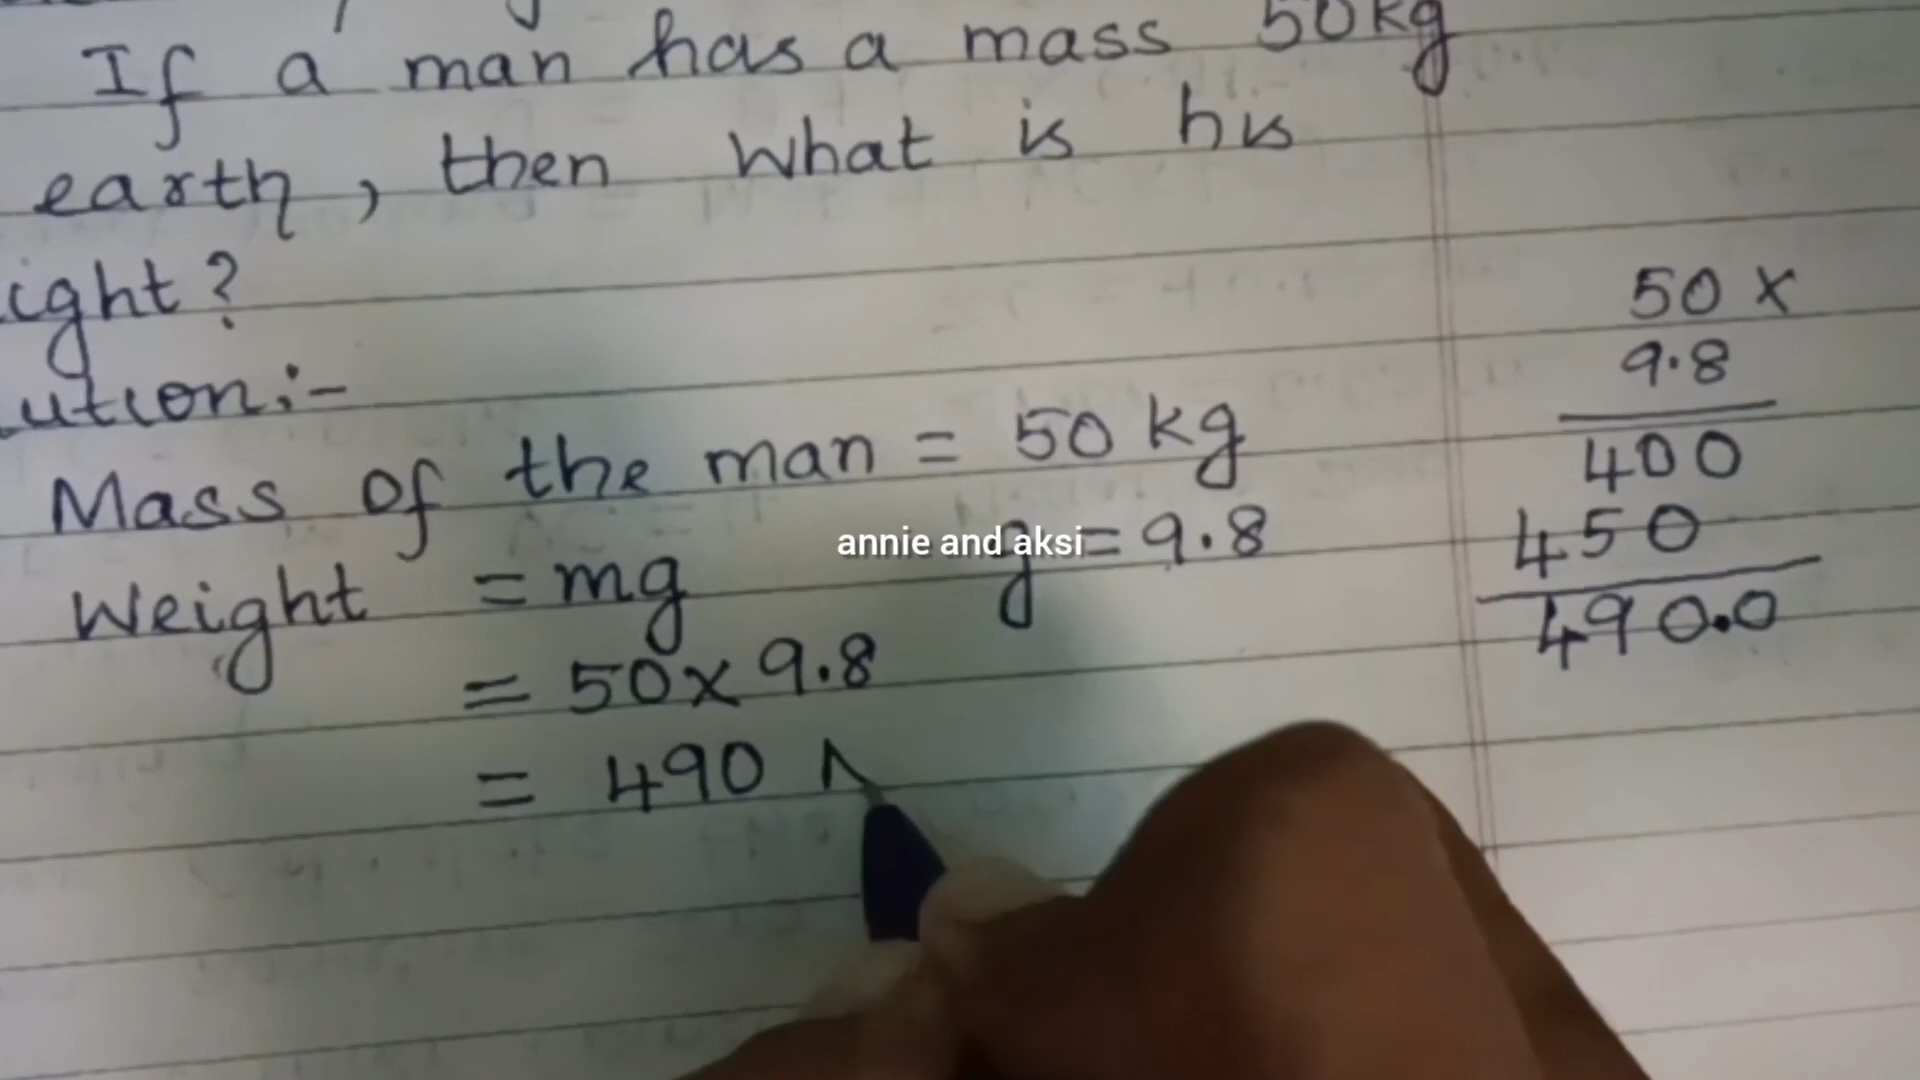 If a man has a mass 50kg
earth, then what is his
ight?
ution:-
Mass of the man = 50 kg
Weight = mg g = 9.8
= 50 x 9.8
= 490 N
annie and aksi
50 x
9.8
400
450
490.0